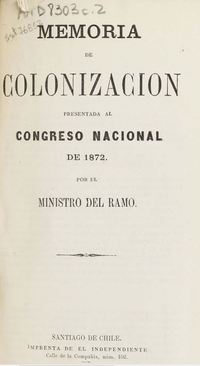 MEMORIA
DE
COLONIZACION
PRESENTADA AL
CONGRESO NACIONAL
DE 1872.
POR EL
MINISTRO DEL RAMO.
SANTIAGO DE CHILE.
IMPRENTA DE EL INDEPENDIENTE
Calle de la Compañía, núm. 102.